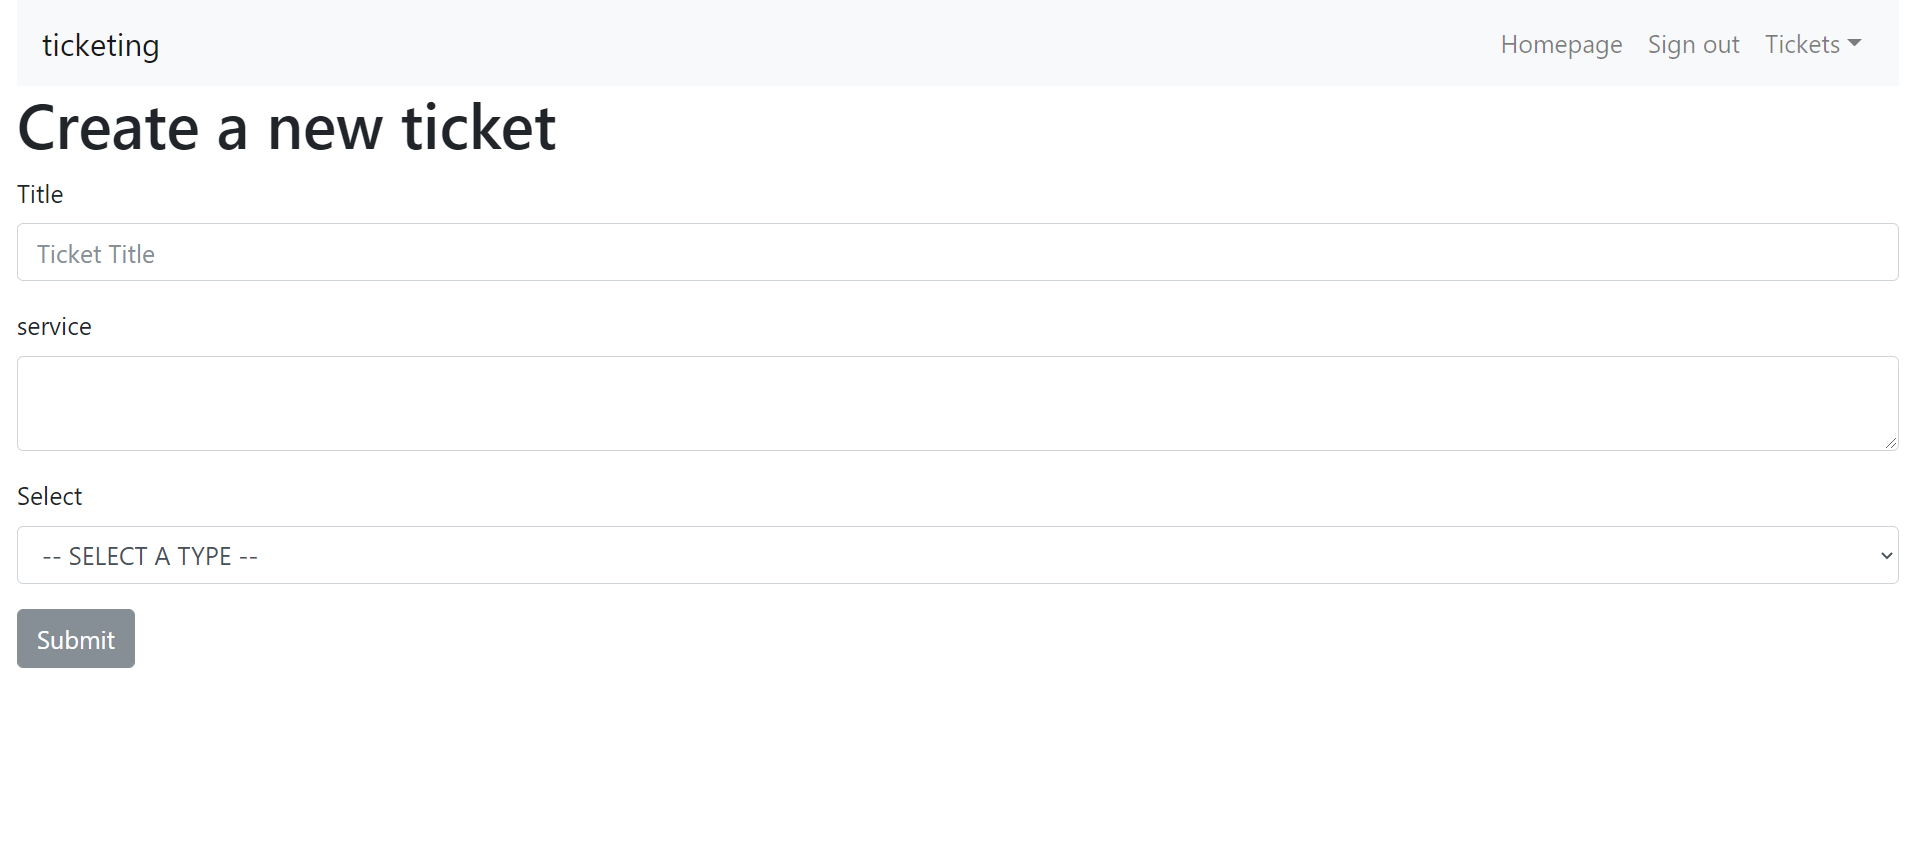 ticketing Homepage Sign out Tickets
Create a new ticket
Title
Ticket Title
service
Select
-- SELECT A TYPE --
Submit